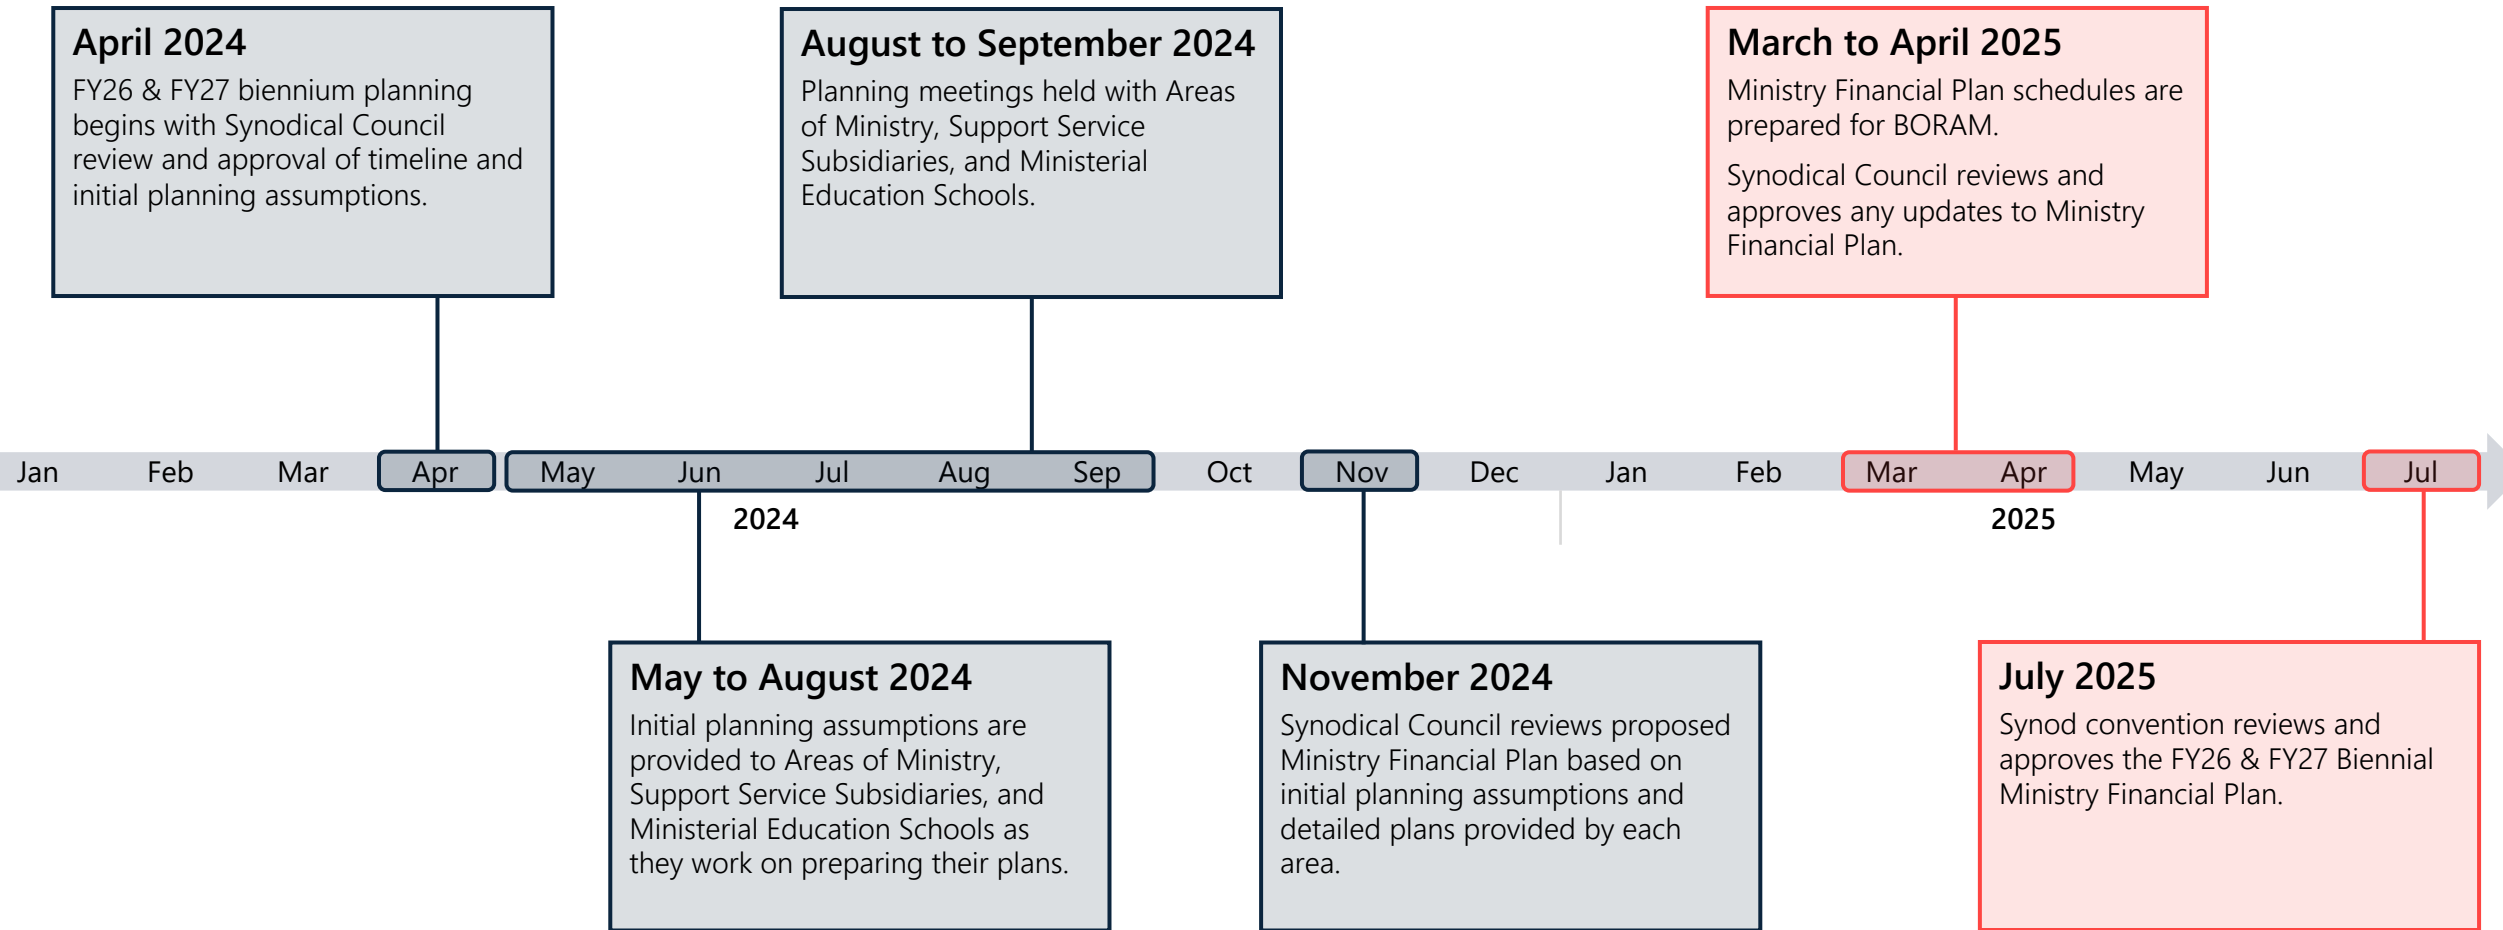 April 2024
FY26 & FY27 biennium planning
begins with Synodical Council
review and approval of timeline and
initial planning assumptions.
August to September 2024
Planning meetings held with Areas
of Ministry, Support Service
Subsidiaries, and Ministerial
Education Schools.
March to April 2025
Ministry Financial Plan schedules are
prepared for BORAM.
Synodical Council reviews and
approves any updates to Ministry
Financial Plan.
Jan Feb Mar Apr May Jun Jul Aug Sep Oct Nov Dec Jan Feb Mar Apr May Jun Jul
2024 2025
May to August 2024
Initial planning assumptions are
provided to Areas of Ministry,
Support Service Subsidiaries, and
Ministerial Education Schools as
they work on preparing their plans.
November 2024
Synodical Council reviews proposed
Ministry Financial Plan based on
initial planning assumptions and
detailed plans provided by each
area.
July 2025
Synod convention reviews and
approves the FY26 & FY27 Biennial
Ministry Financial Plan.